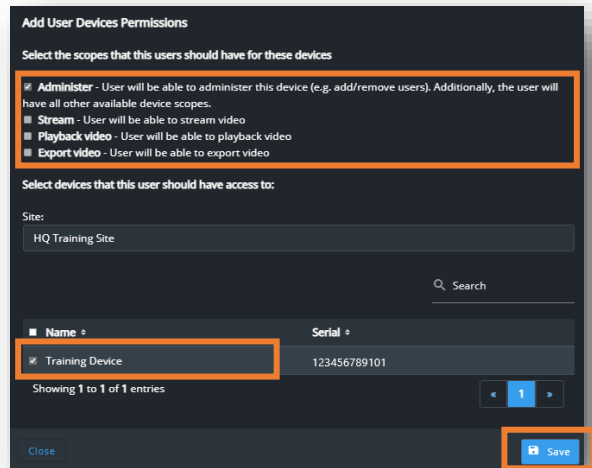 Add User Devices Permissions
Select the scopes that this users should have for these devices
Administer - User will be able to administer this device (e.g. add/remove users). Additionally, the user will
have all other available device scopes.
Stream - User will be able to stream video
Playback video - User will be able to playback video
Export video - User will be able to export video
Select devices that this user should have access to:
Site:
HQ Training Site
Search
Name Serial
Training Device 123456789101
Showing 1 to 1 of 1 entries
« 1 »
Close Save